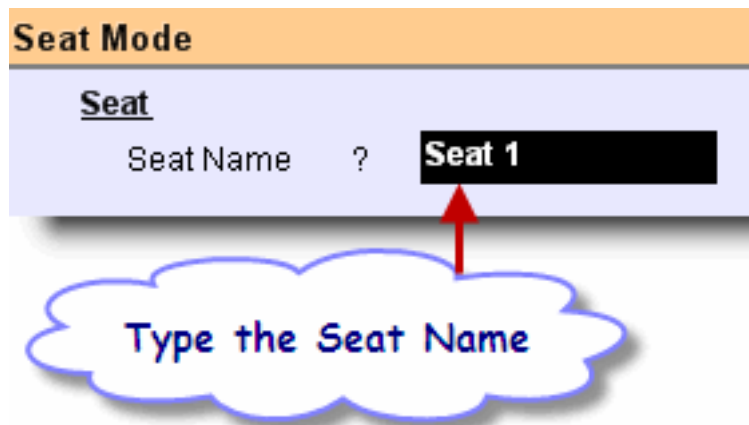 Seat Mode
Seat
Seat Name ? Seat 1
Type the Seat Name